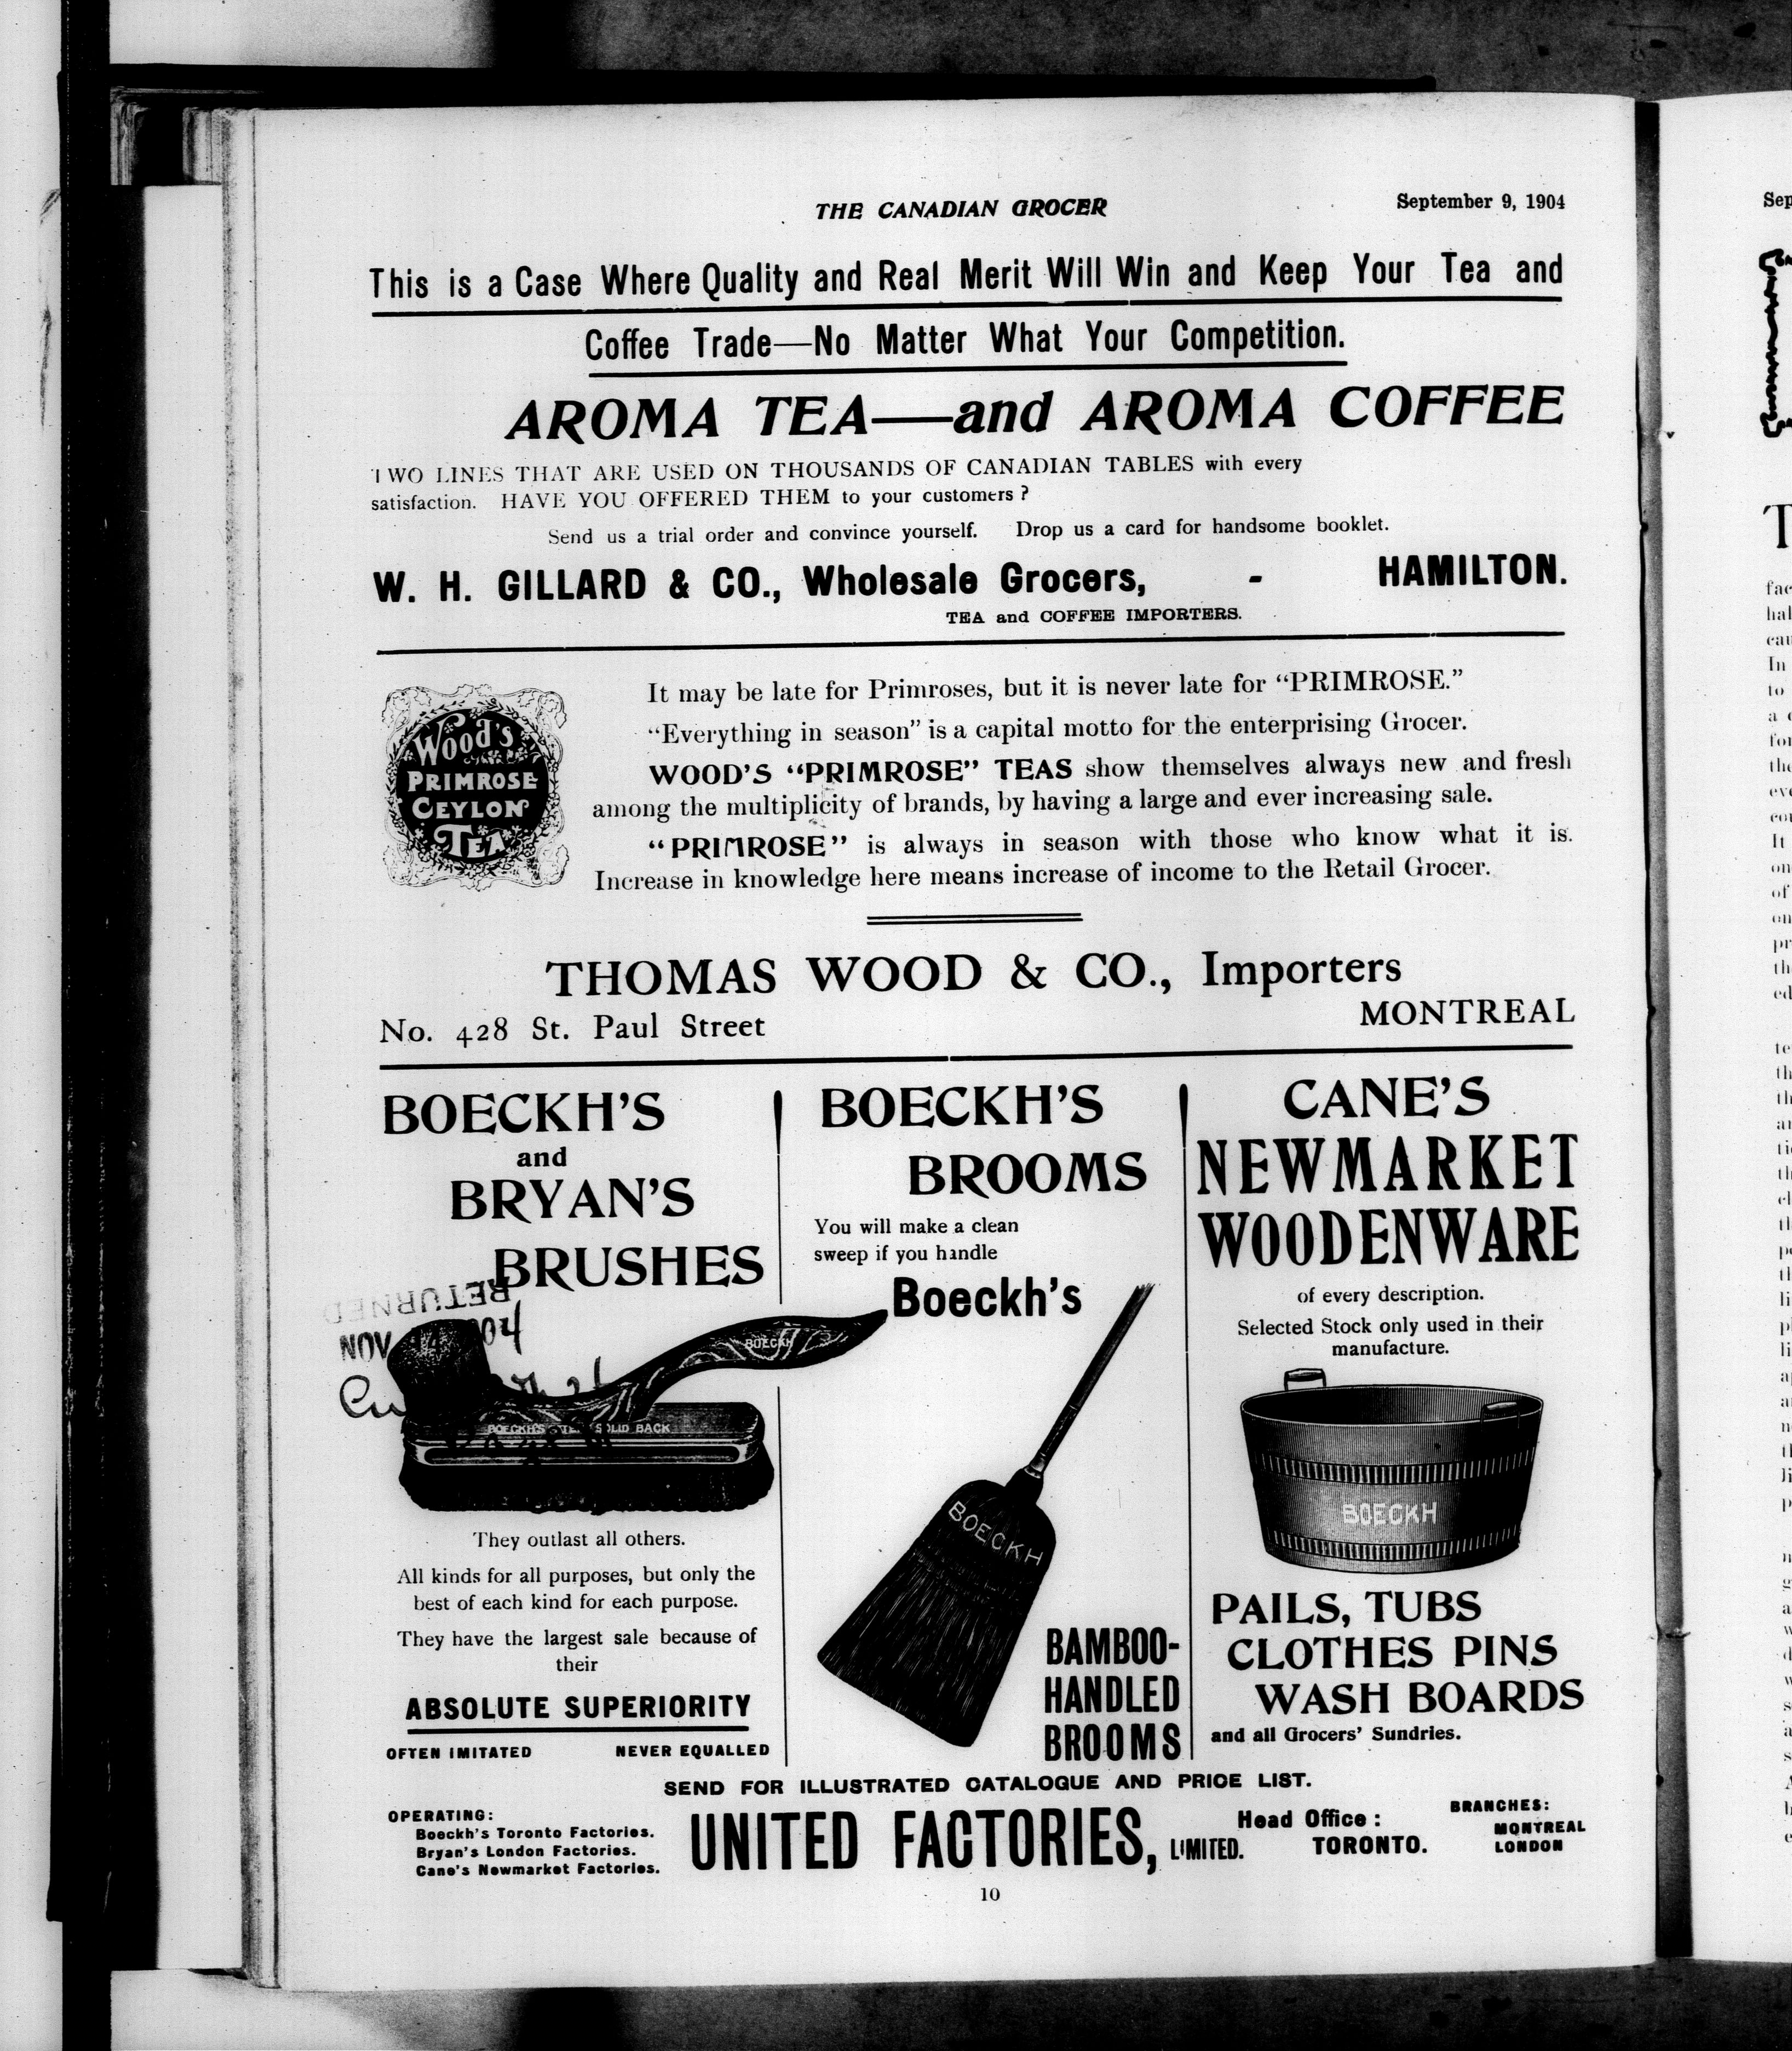 THE CANADIAN GROCER
September 9, 1904
This is a Case Where Quality and Real Merit Will Win and Keep Your Tea and
Coffee Trade—No Matter What Your Competition.
AROMA TEA—and AROMA COFFEE
TWO LINES THAT ARE USED ON THOUSANDS OF CANADIAN TABLES with every
satisfaction. HAVE YOU OFFERED THEM to your customers ?
Send us a trial order and convince yourself. Drop us a card for handsome booklet.
W. H. GILLARD & CO., Wholesale Grocers, - HAMILTON.
TEA and COFFEE IMPORTERS.
Wood's
PRIMROSE
CEYLON
TEA
It may be late for Primroses, but it is never late for "PRIMROSE."
"Everything in season" is a capital motto for the enterprising Grocer.
WOOD'S "PRIMROSE" TEAS show themselves always new and fresh
among the multiplicity of brands, by having a large and ever increasing sale.
"PRIMROSE" is always in season with those who know what it is.
Increase in knowledge here means increase of income to the Retail Grocer.
THOMAS WOOD & CO., Importers
No. 428 St. Paul Street
MONTREAL
BOECKH'S
and
BRYAN'S
BRUSHES
RETURNED
NOV 04
BOECKH
BOECKH'S SOLID BACK
They outlast all others.
All kinds for all purposes, but only the
best of each kind for each purpose.
They have the largest sale because of
their
ABSOLUTE SUPERIORITY
OFTEN IMITATED NEVER EQUALLED
BOECKH'S
BROOMS
You will make a clean
sweep if you handle
Boeckh's
BOECKH
BAMBOO-
HANDLED
BROOMS
CANE'S
NEWMARKET
WOODENWARE
of every description.
Selected Stock only used in their
manufacture.
BOECKH
PAILS, TUBS
CLOTHES PINS
WASH BOARDS
and all Grocers' Sundries.
SEND FOR ILLUSTRATED CATALOGUE AND PRICE LIST.
OPERATING:
Boeckh's Toronto Factories.
Bryan's London Factories.
Cane's Newmarket Factories.
UNITED FACTORIES, LIMITED.
Head Office :
TORONTO.
BRANCHES:
MONTREAL
LONDON
10